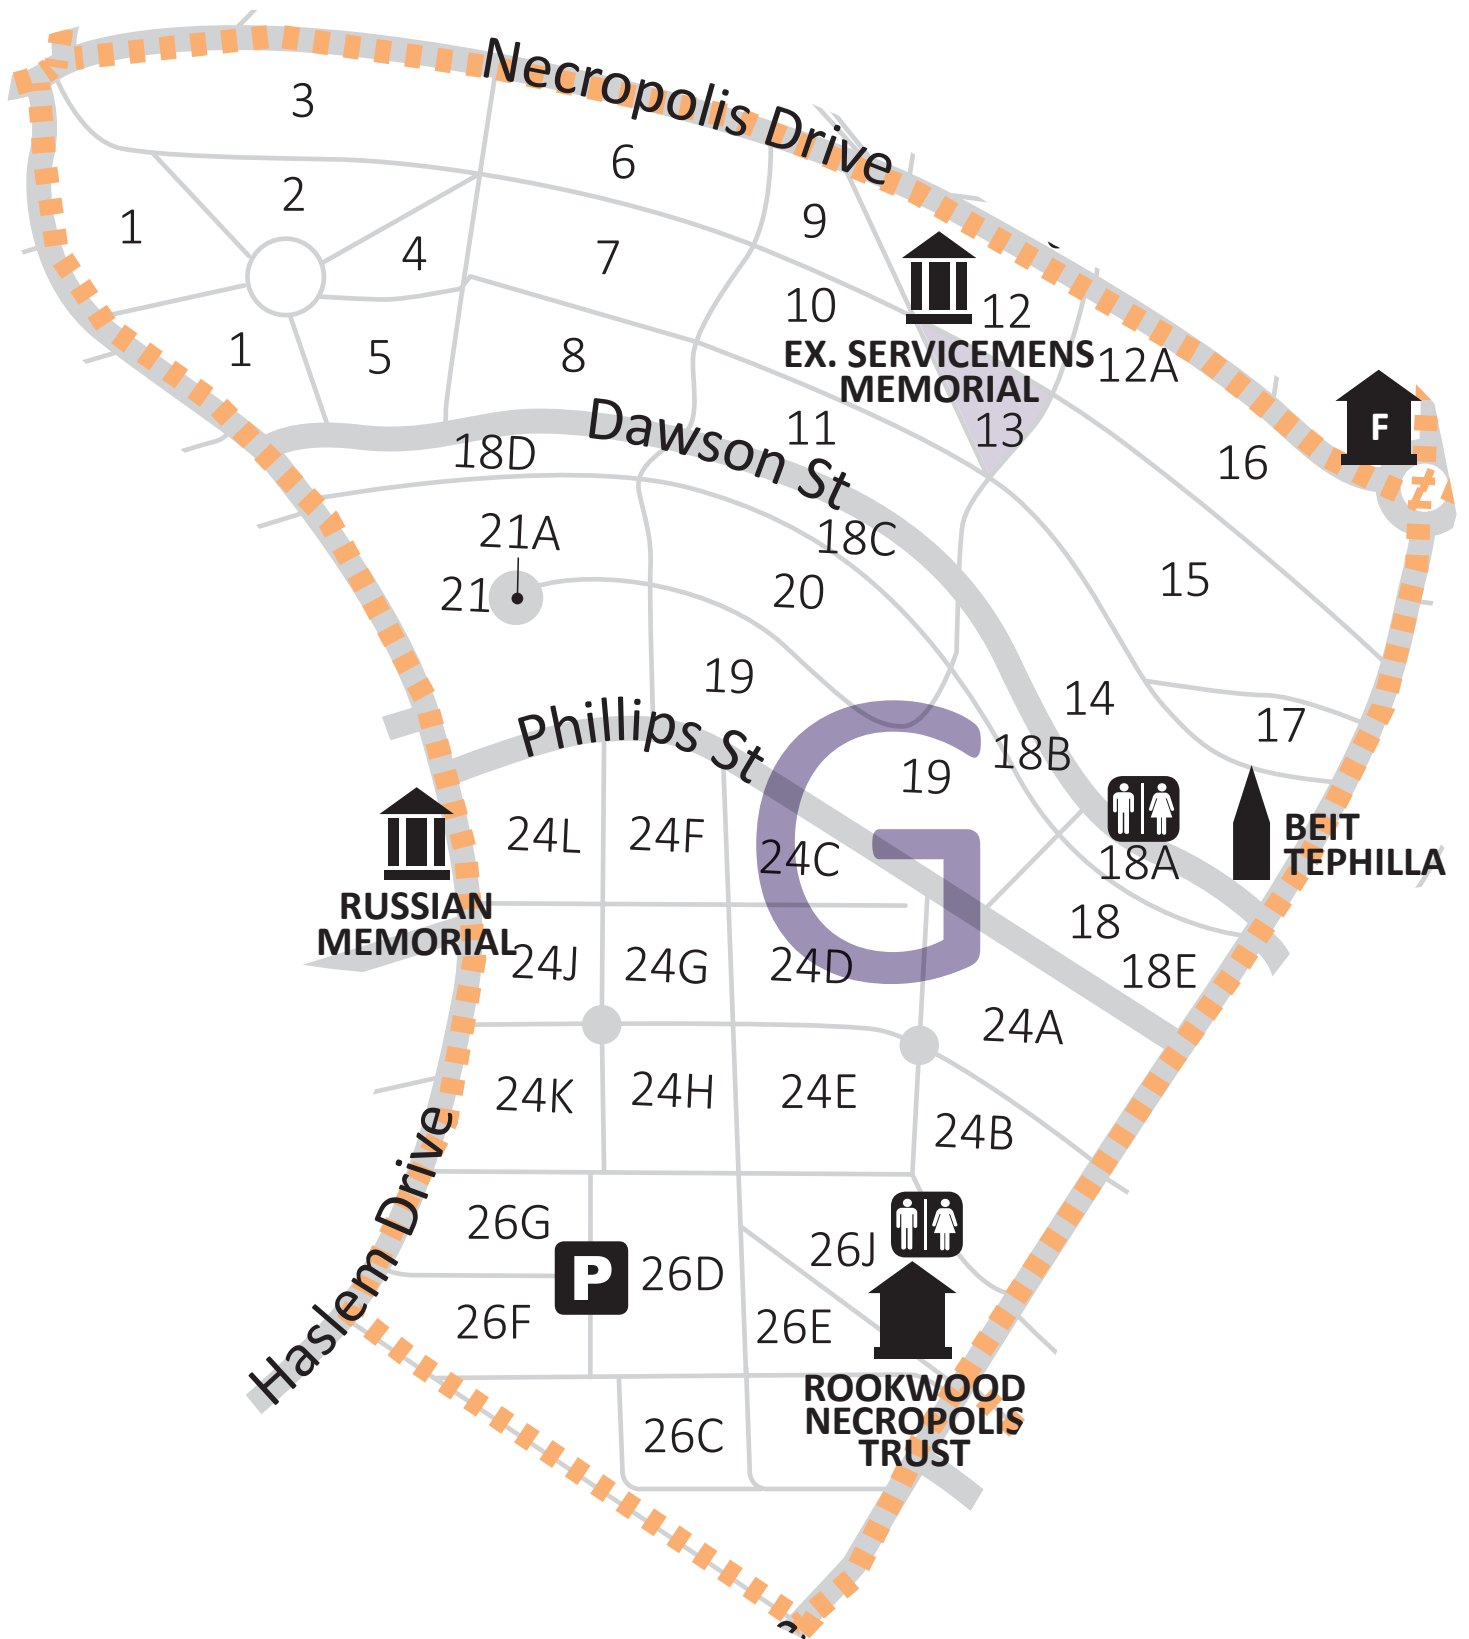 Necropolis Drive
3
6
2
1
9
4
7
10
12
1
5
8
EX. SERVICEMENS
MEMORIAL
12A
F
11
13
Dawson St
18D
16
18C
21A
21
20
15
19
14
17
Phillips St
18B
19
24L
24F
24C
G
18A
BEIT
TEPHILLA
RUSSIAN
MEMORIAL
18
24J
24G
24D
18E
24A
24K
24H
24E
24B
Haslem Drive
26G
26J
P
26D
26F
26E
ROOKWOOD
NECROPOLIS
TRUST
26C